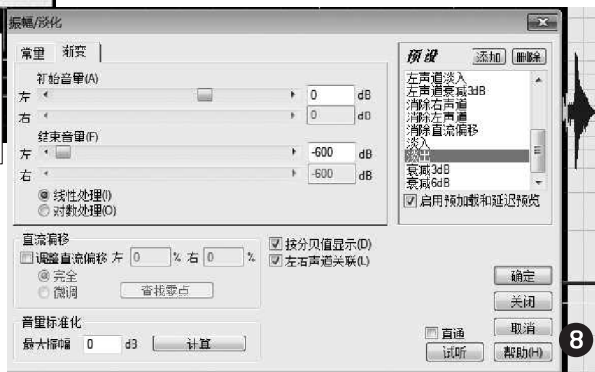 振幅/淡化
常量 渐变
初始音量(A)
左 0 dB
右 0 dB
结束音量(F)
左 -600 dB
右 -600 dB
线性处理(I)
对数处理(O)
直流偏移
调整直流偏移 左 0 % 右 0 %
完全
微调 查找零点
按分贝值显示(D)
左右声道关联(L)
音量标准化
最大振幅 0 dB 计算
预设 添加 删除
左声道淡入
左声道衰减3dB
消除右声道
消除左声道
消除直流偏移
淡入
淡出
衰减3dB
衰减6dB
启用预加载和延迟预览
确定
关闭
直通 取消
试听 帮助(H)
8